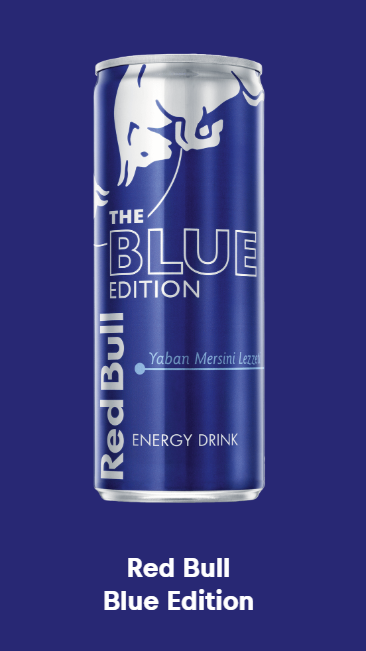 THE
BLUE
EDITION
Red Bull
Yaban Mersini
ENERGY DRINK
Red Bull
Blue Edition